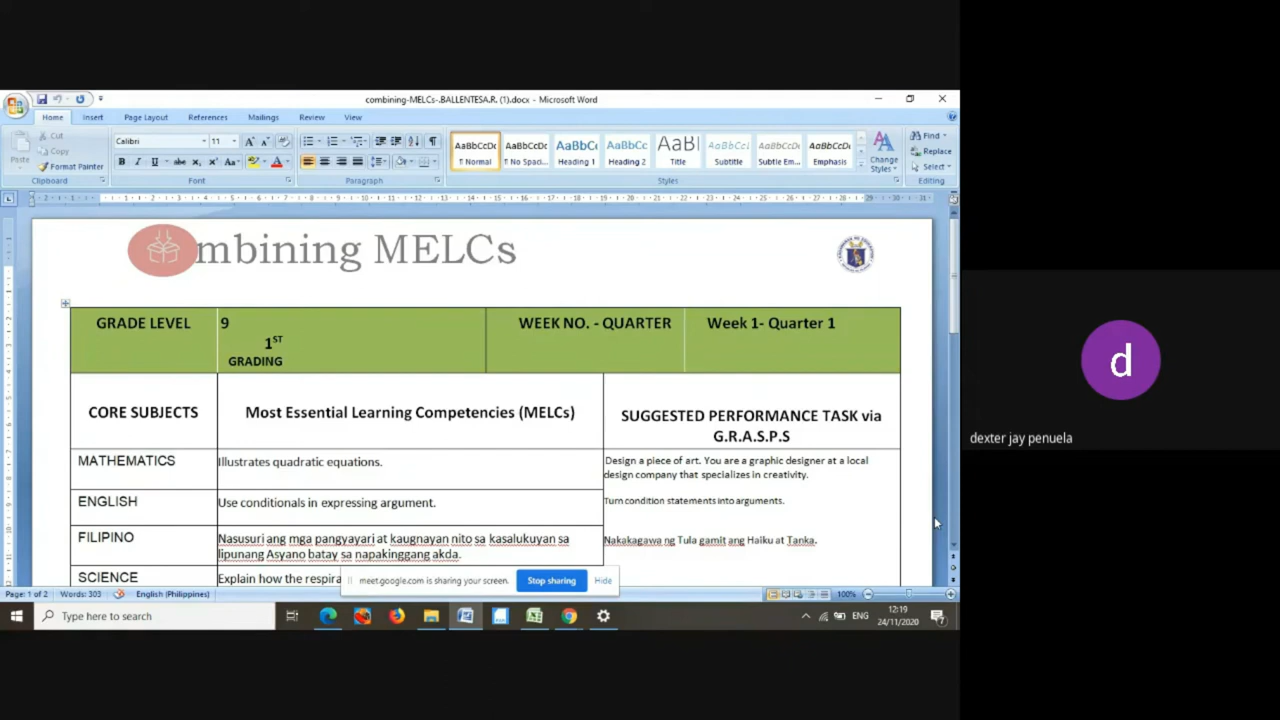 combining-MELCs-.BALLENTESA.R. (1).docx - Microsoft Word
Home Insert Page Layout References Mailings Review View
Cut
Copy
Paste
Format Painter
Clipboard
Calibri 11
Font
Paragraph
AaBbCcDc AaBbCcDc AaBbCc AaBbCc AaBl AaBbCcl AaBbCcDc AaBbCcDc
¶ Normal ¶ No Spaci... Heading 1 Heading 2 Title Subtitle Subtle Em... Emphasis
Change Styles
Styles
Find
Replace
Select
Editing
mbining MELCs
GRADE LEVEL 9 WEEK NO. - QUARTER Week 1- Quarter 1
1ST
GRADING
CORE SUBJECTS Most Essential Learning Competencies (MELCs) SUGGESTED PERFORMANCE TASK via
G.R.A.S.P.S
MATHEMATICS Illustrates quadratic equations. Design a piece of art. You are a graphic designer at a local
design company that specializes in creativity.
ENGLISH Use conditionals in expressing argument. Turn condition statements into arguments.
FILIPINO Nasusuri ang mga pangyayari at kaugnayan nito sa kasalukuyan sa
lipunang Asyano batay sa napakinggang akda.
Nakakagawa ng Tula gamit ang Haiku at Tanka.
SCIENCE Explain how the respira
meet.google.com is sharing your screen. Stop sharing Hide
Page: 1 of 2 Words: 303 English (Philippines) 100%
Type here to search
ENG
12:19
24/11/2020
d
dexter jay penuela